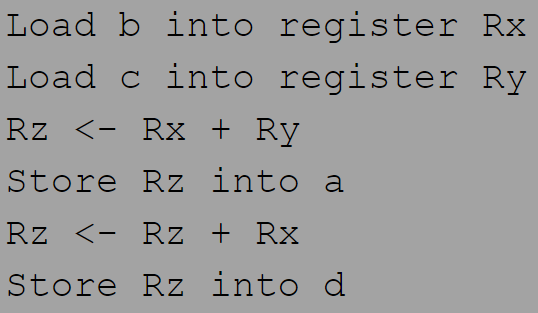 Load b into register Rx
Load c into register Ry
Rz <- Rx + Ry
Store Rz into a
Rz <- Rz + Rx
Store Rz into d